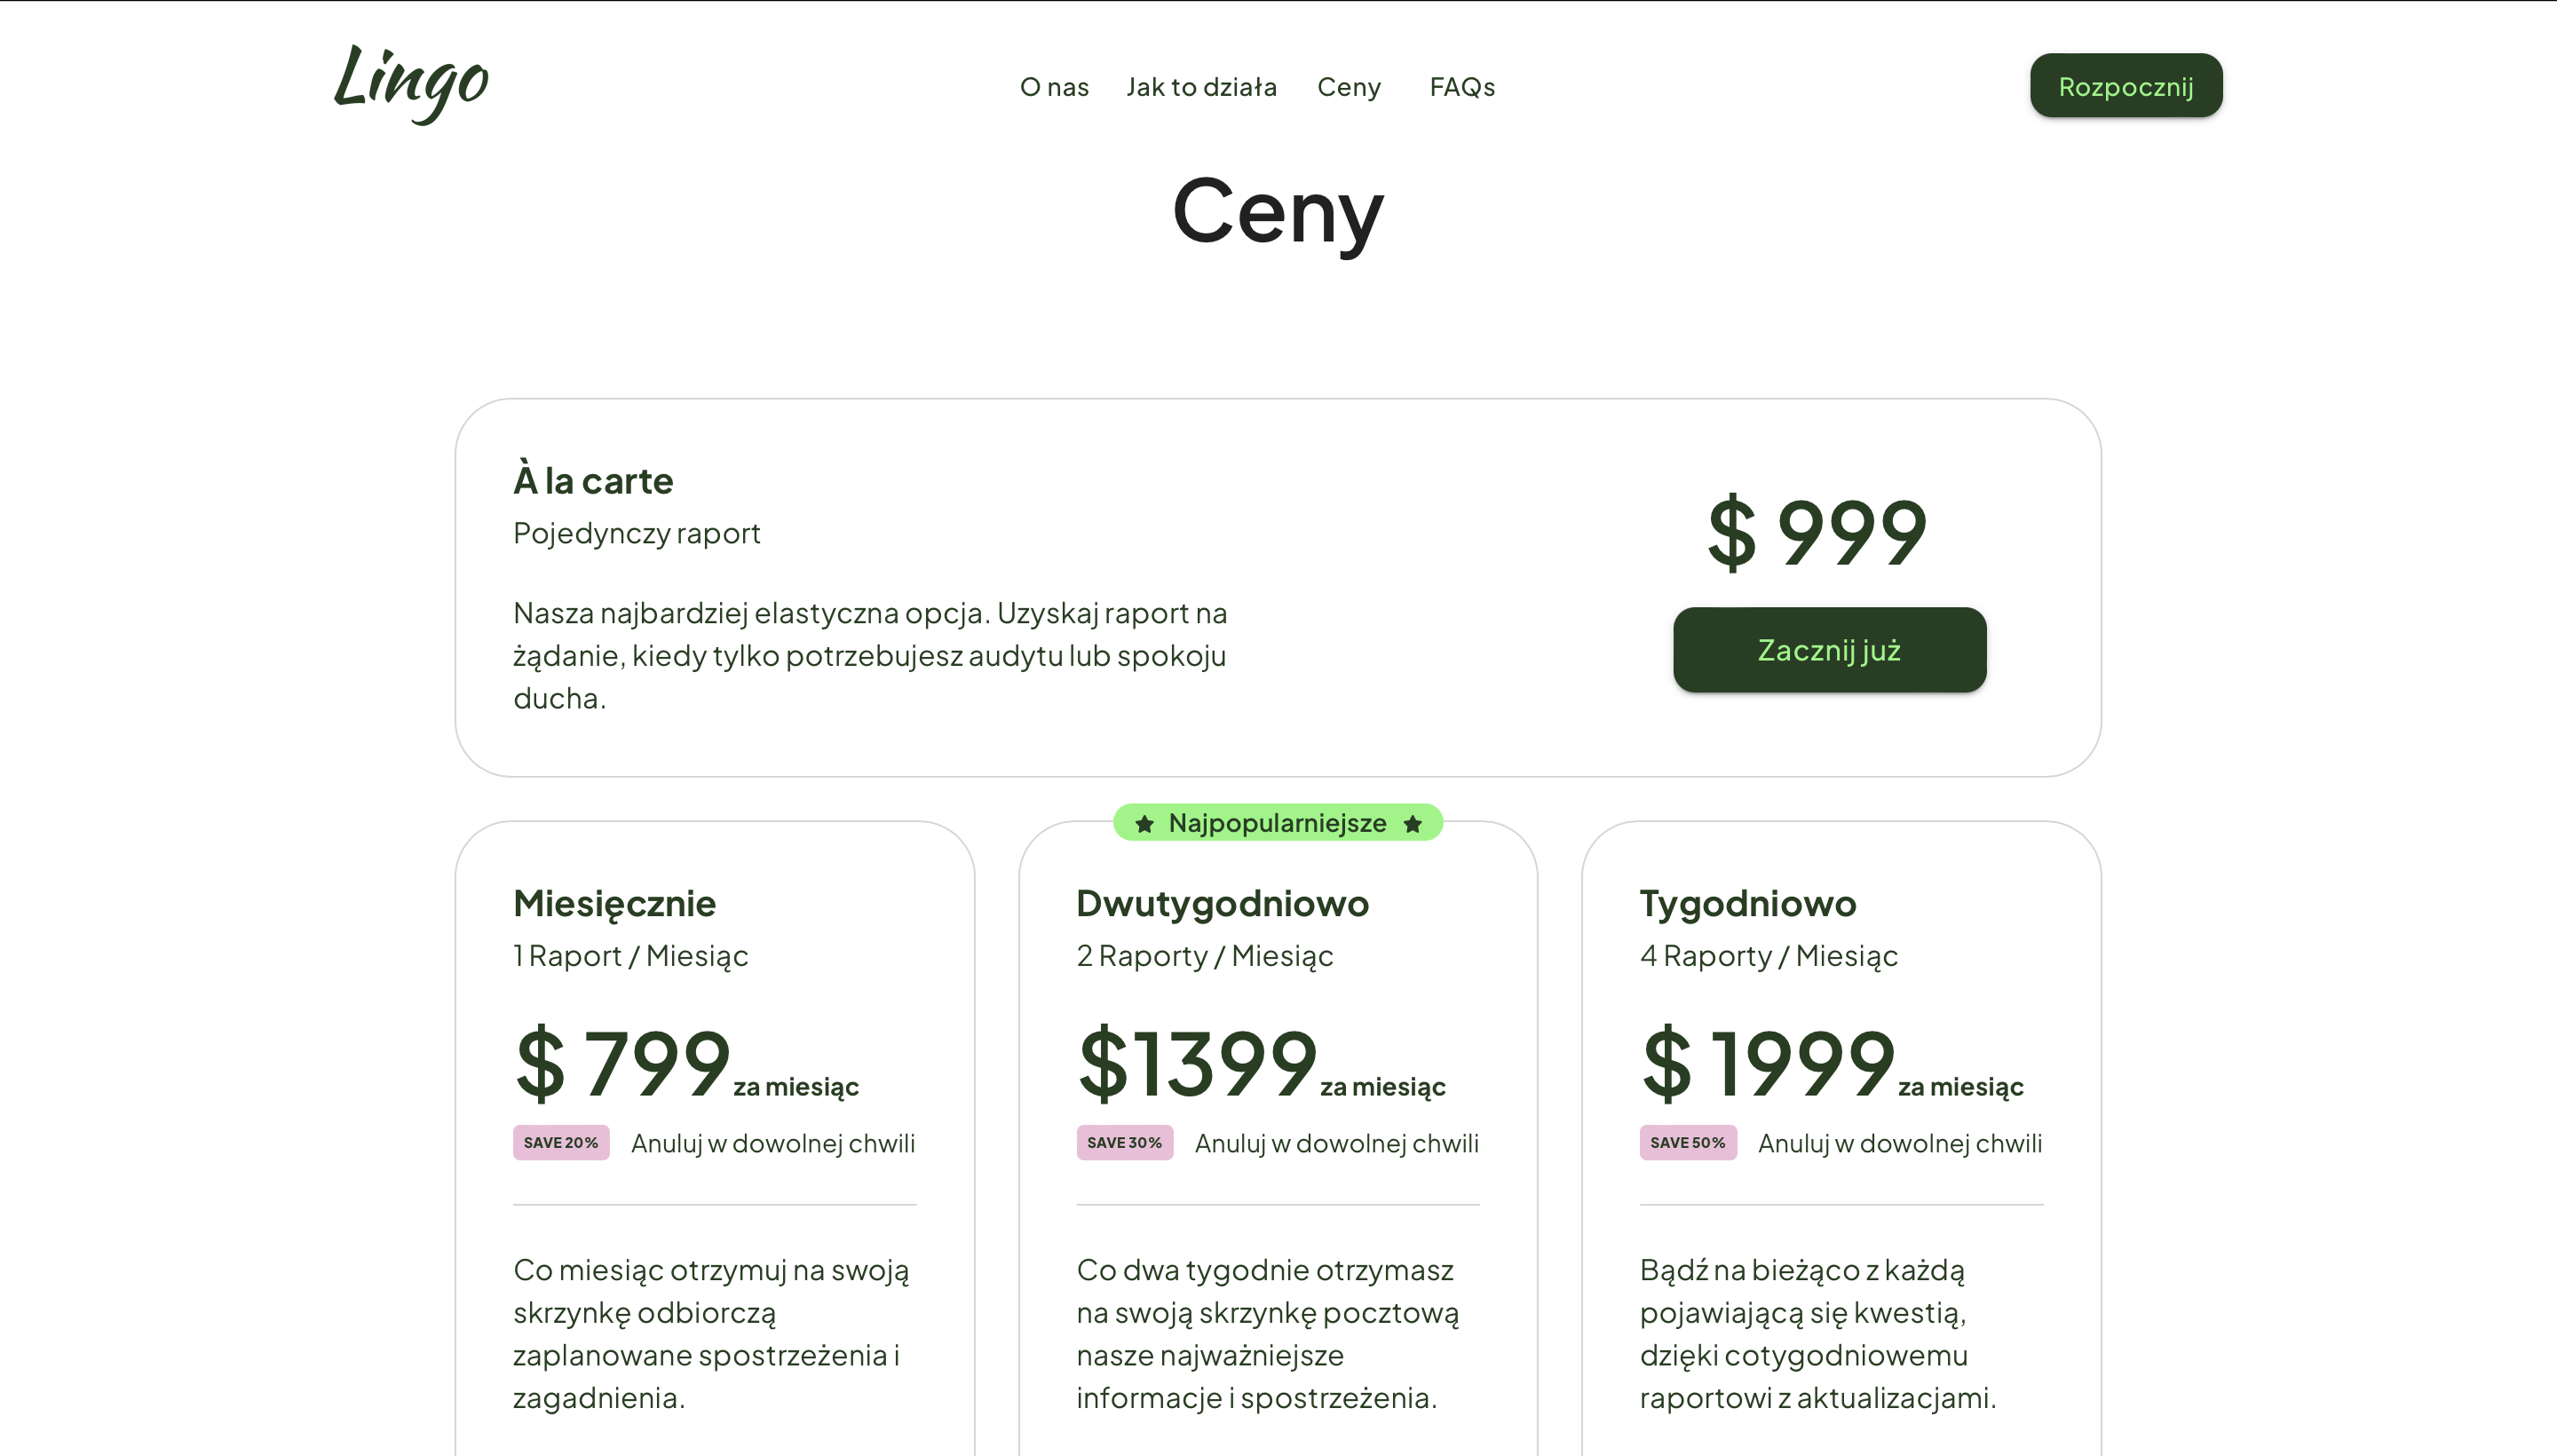 Lingo
O nas
Jak to działa
Ceny
FAQs
Rozpocznij
Ceny
À la carte
Pojedynczy raport
Nasza najbardziej elastyczna opcja. Uzyskaj raport na
żądanie, kiedy tylko potrzebujesz audytu lub spokoju
ducha.
$ 999
Zacznij już
Miesięcznie
1 Raport / Miesiąc
$ 799 za miesiąc
SAVE 20% Anuluj w dowolnej chwili
Co miesiąc otrzymuj na swoją
skrzynkę odbiorczą
zaplanowane spostrzeżenia i
zagadnienia.
Najpopularniejsze
Dwutygodniowo
2 Raporty / Miesiąc
$1399 za miesiąc
SAVE 30% Anuluj w dowolnej chwili
Co dwa tygodnie otrzymasz
na swoją skrzynkę pocztową
nasze najważniejsze
informacje i spostrzeżenia.
Tygodniowo
4 Raporty / Miesiąc
$ 1999 za miesiąc
SAVE 50% Anuluj w dowolnej chwili
Bądź na bieżąco z każdą
pojawiającą się kwestią,
dzięki cotygodniowemu
raportowi z aktualizacjami.